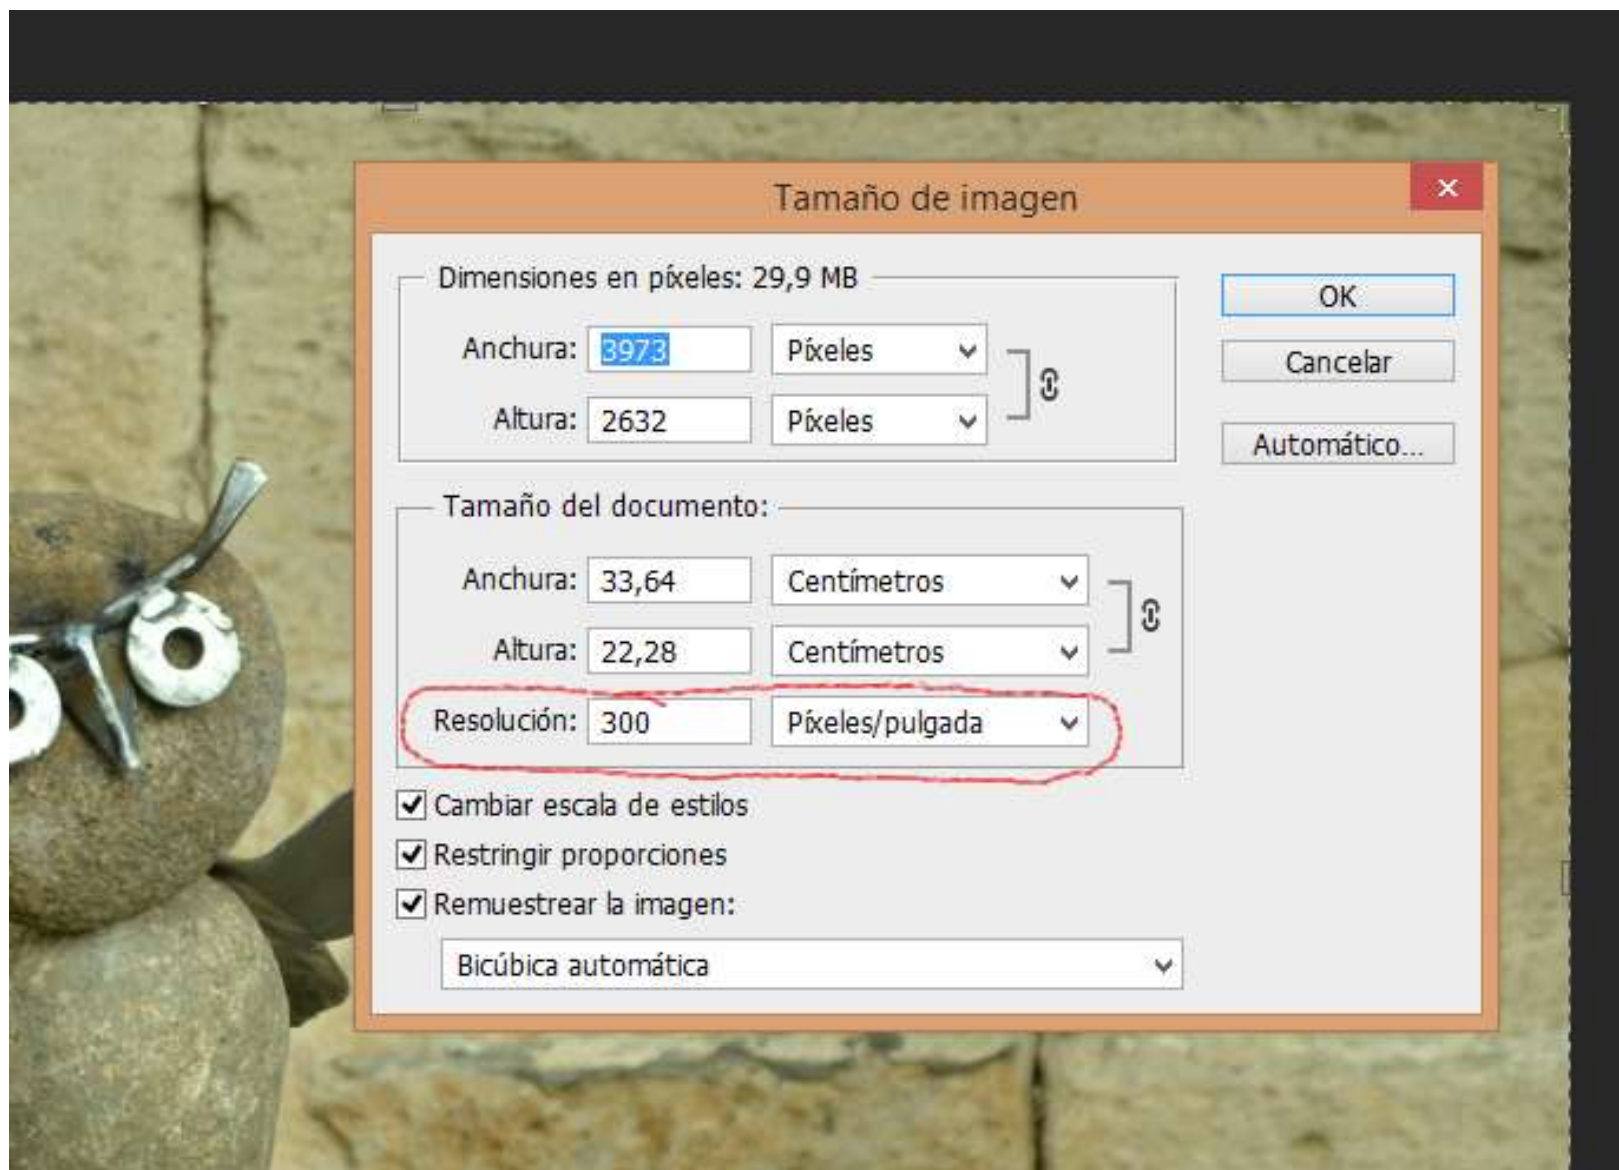 Tamaño de imagen
Dimensiones en píxeles: 29,9 MB
Anchura: 3973 Píxeles
Altura: 2632 Píxeles
OK
Cancelar
Automático...
Tamaño del documento:
Anchura: 33,64 Centímetros
Altura: 22,28 Centímetros
Resolución: 300 Píxeles/pulgada
Cambiar escala de estilos
Restringir proporciones
Remuestrear la imagen:
Bicúbica automática